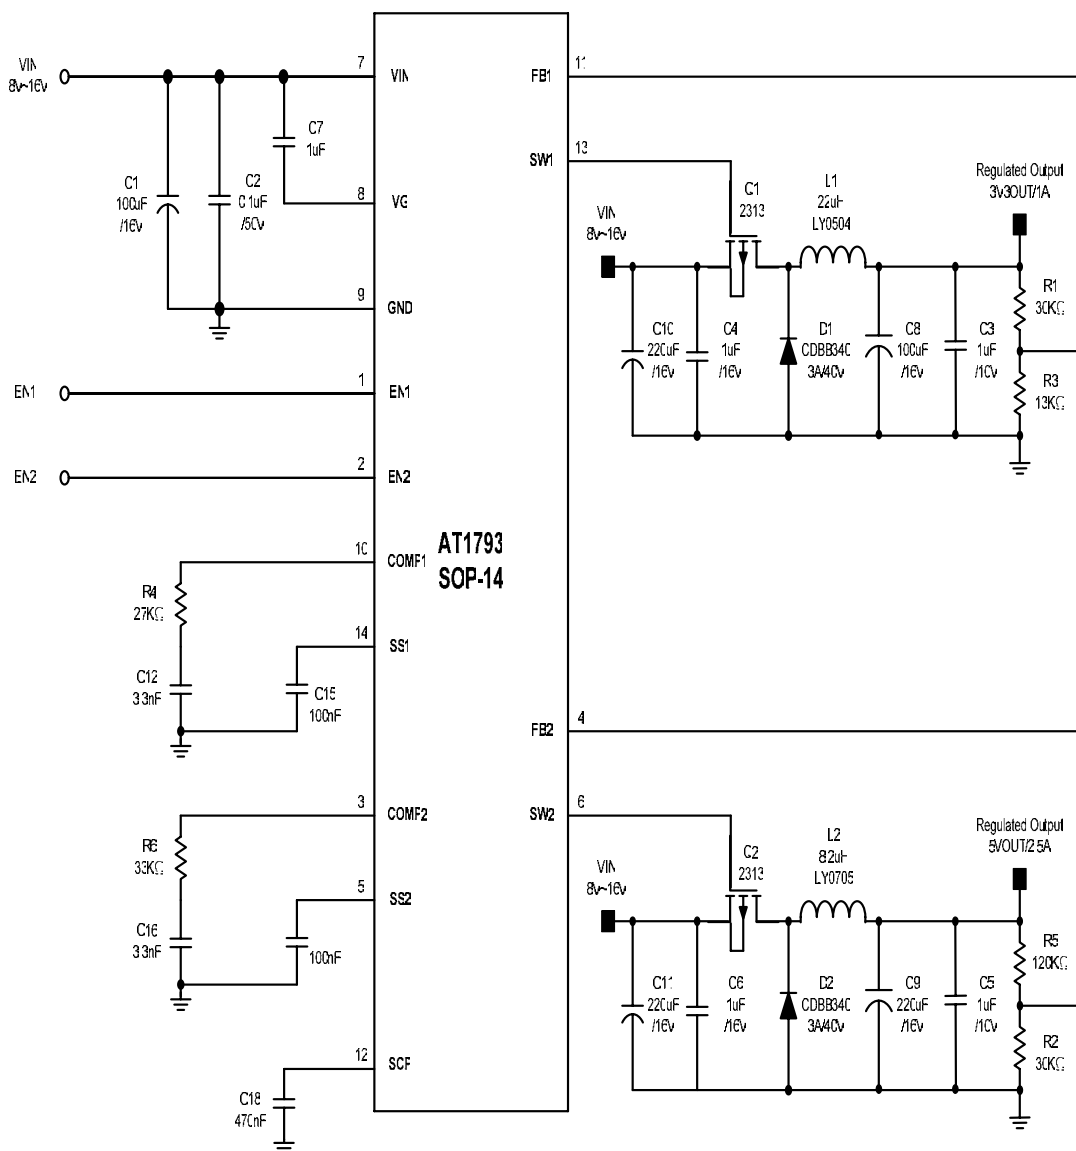 VIN
8v~16v
7
VIN
C1
100uF
/16v
C2
0.1uF
/50v
C7
1uF
8
VG
9
GND
EN1
1
EN1
EN2
2
EN2
AT1793
SOP-14
10
COMP1
R4
27KΩ
C12
3.3nF
14
SS1
C15
100nF
3
COMP2
R6
33KΩ
C16
3.3nF
5
SS2
100nF
12
SCP
C18
470nF
FB1
11
SW1
13
VIN
8v~16v
Q1
2313
L1
22uH
LY0504
Regulated Output
3V3OUT/1A
C10
220uF
/16v
C4
1uF
/16v
D1
CDBB340
3A/40v
C8
100uF
/16v
C3
1uF
/10v
R1
30KΩ
R3
13KΩ
FB2
4
SW2
6
VIN
8v~16v
Q2
2313
L2
8.2uH
LY0705
Regulated Output
5VOUT/2.5A
C11
220uF
/16v
C6
1uF
/16v
D2
CDBB340
3A/40v
C9
220uF
/16v
C5
1uF
/10v
R5
120KΩ
R2
30KΩ